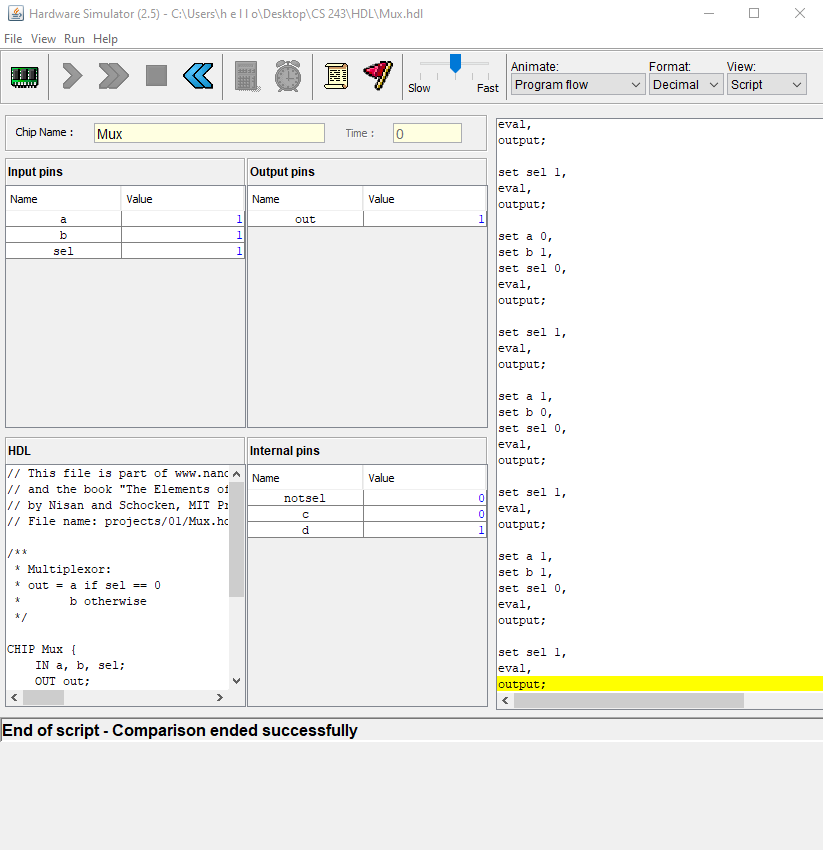 Hardware Simulator (2.5) - C:\Users\h e l l o\Desktop\CS 243\HDL\Mux.hdl
File View Run Help
Slow Fast
Animate: Format: View:
Program flow Decimal Script
Chip Name : Mux Time : 0
Input pins
Name Value
a 1
b 1
sel 1
Output pins
Name Value
out 1
HDL
// This file is part of www.nand
// and the book "The Elements of
// by Nisan and Schocken, MIT Pr
// File name: projects/01/Mux.hd
/**
* Multiplexor:
* out = a if sel == 0
* b otherwise
*/
CHIP Mux {
IN a, b, sel;
OUT out;
Internal pins
Name Value
notsel 0
c 0
d 1
eval,
output;
set sel 1,
eval,
output;
set a 0,
set b 1,
set sel 0,
eval,
output;
set sel 1,
eval,
output;
set a 1,
set b 0,
set sel 0,
eval,
output;
set sel 1,
eval,
output;
set a 1,
set b 1,
set sel 0,
eval,
output;
set sel 1,
eval,
output;
End of script - Comparison ended successfully